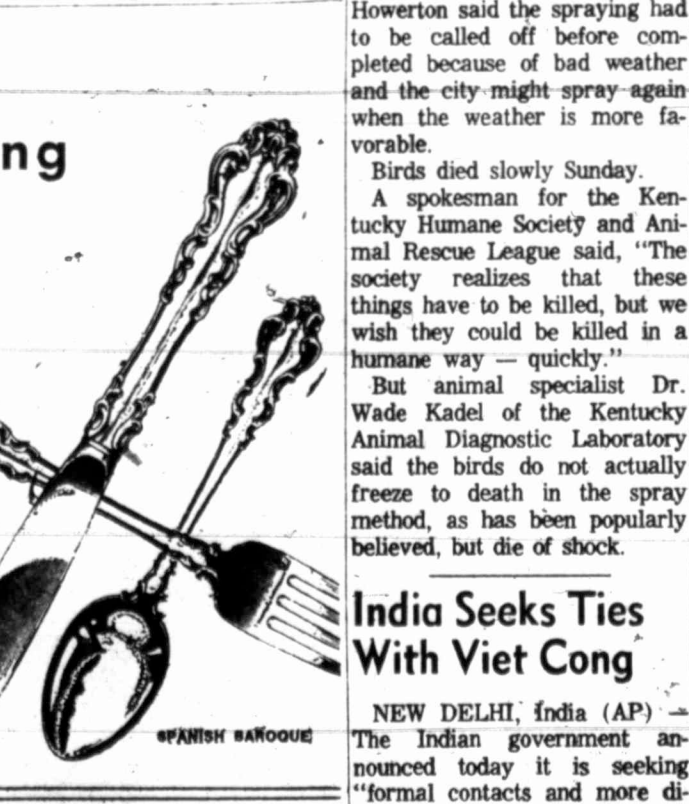 ng
SPANISH BAROQUE
Howerton said the spraying had
to be called off before com-
pleted because of bad weather
and the city might spray again
when the weather is more fa-
vorable.
Birds died slowly Sunday.
A spokesman for the Ken-
tucky Humane Society and Ani-
mal Rescue League said, “The
society realizes that these
things have to be killed, but we
wish they could be killed in a
humane way — quickly.”
But animal specialist Dr.
Wade Kadel of the Kentucky
Animal Diagnostic Laboratory
said the birds do not actually
freeze to death in the spray
method, as has been popularly
believed, but die of shock.
India Seeks Ties
With Viet Cong
NEW DELHI, India (AP) —
The Indian government an-
nounced today it is seeking
“formal contacts and more di-